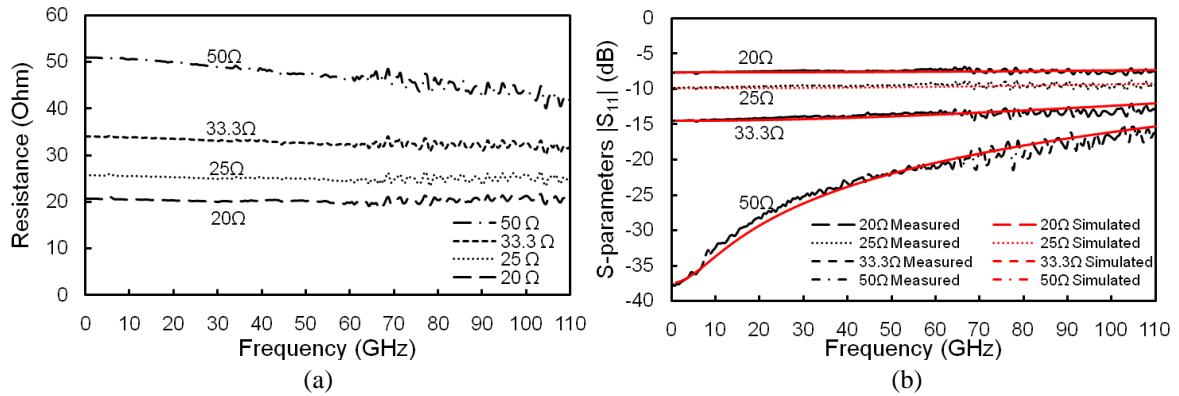 Resistance (Ohm)
60
50
40
30
20
10
0
50Ω
33.3Ω
25Ω
20Ω
50 Ω
33.3 Ω
25 Ω
20 Ω
0 10 20 30 40 50 60 70 80 90 100 110
Frequency (GHz)
(a)
S-parameters |S₁₁| (dB)
0
-5
-10
-15
-20
-25
-30
-35
-40
20Ω
25Ω
33.3Ω
50Ω
20Ω Measured
25Ω Measured
33.3Ω Measured
50Ω Measured
20Ω Simulated
25Ω Simulated
33.3Ω Simulated
50Ω Simulated
0 10 20 30 40 50 60 70 80 90 100 110
Frequency (GHz)
(b)